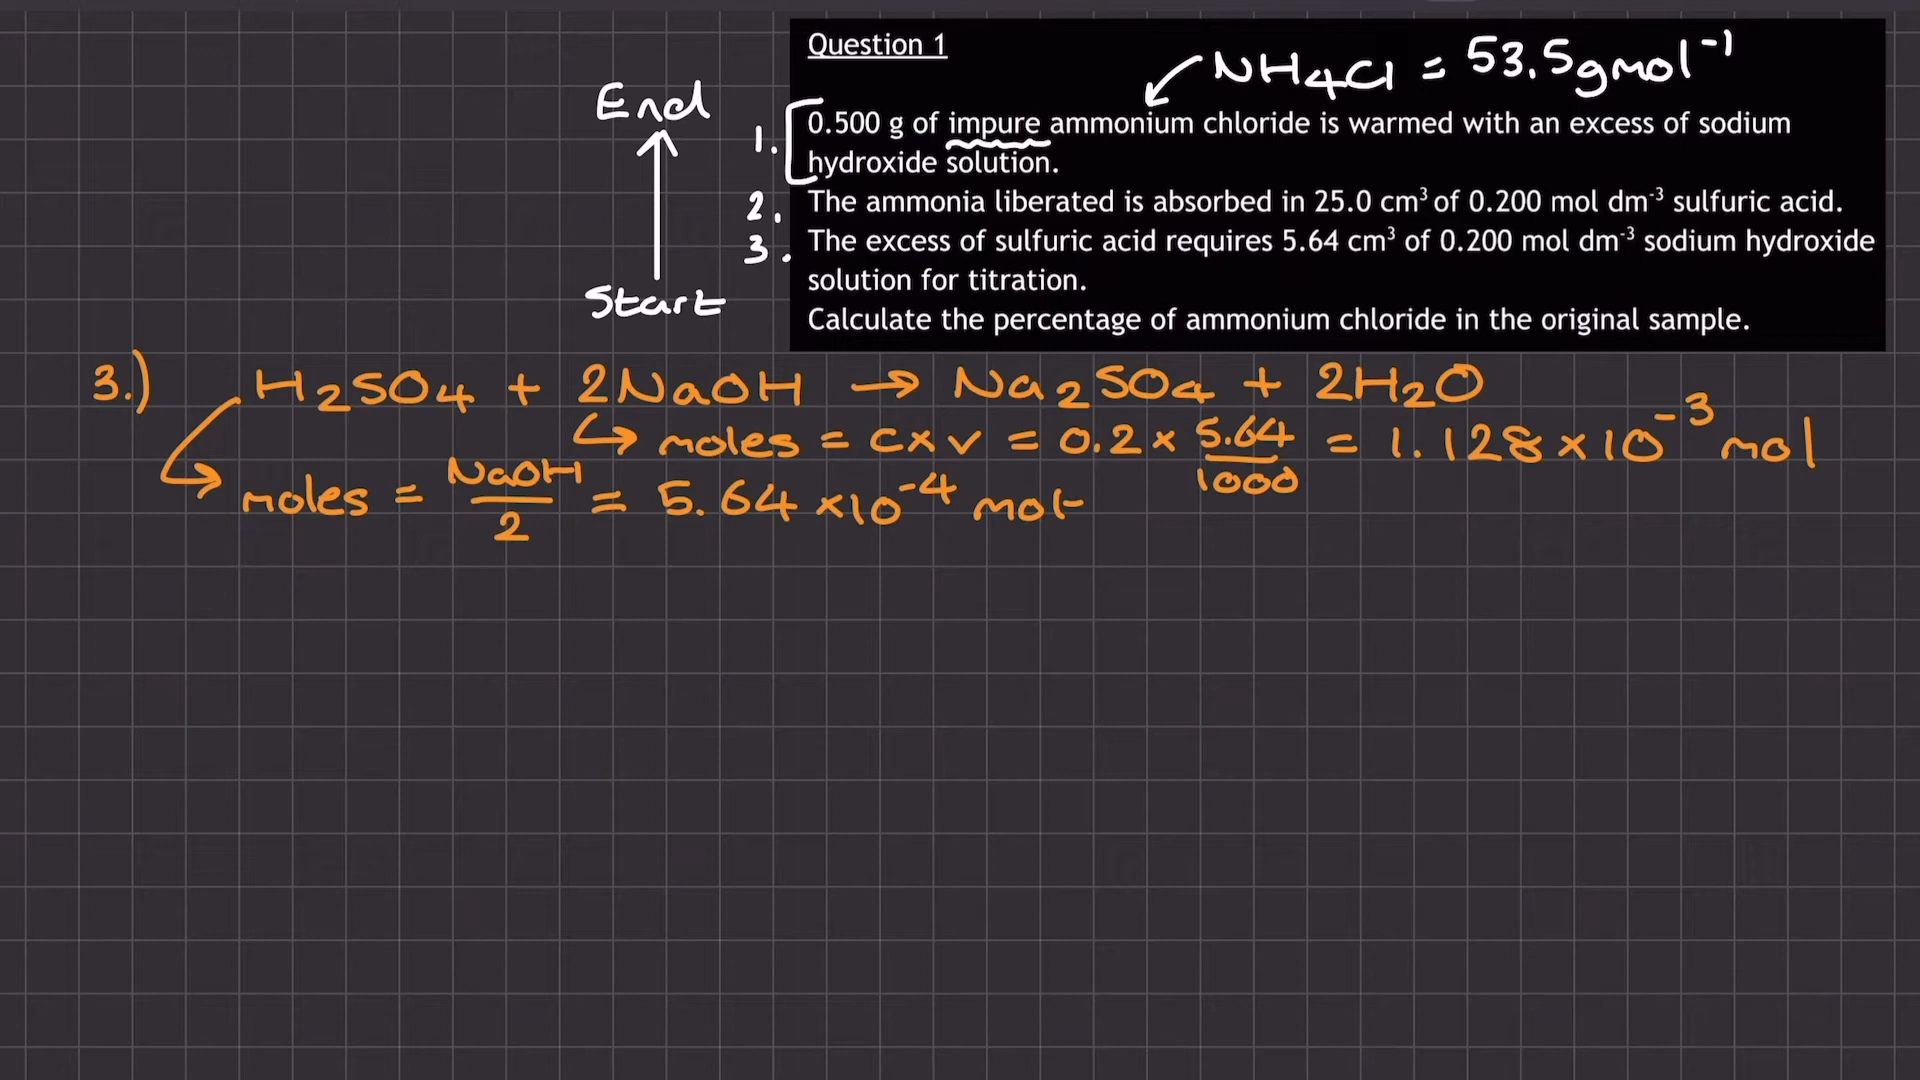 Question 1
NH4Cl = 53.5gmol⁻¹
End
1.
0.500 g of impure ammonium chloride is warmed with an excess of sodium
hydroxide solution.
2.
The ammonia liberated is absorbed in 25.0 cm³ of 0.200 mol dm⁻³ sulfuric acid.
3.
The excess of sulfuric acid requires 5.64 cm³ of 0.200 mol dm⁻³ sodium hydroxide
solution for titration.
Start
Calculate the percentage of ammonium chloride in the original sample.
3.) H2SO4 + 2NaOH → Na2SO4 + 2H2O
↳ moles = c×v = 0.2 × 5.64/1000 = 1.128×10⁻³ mol
↳ moles = NaOH/2 = 5.64 ×10⁻⁴ mol